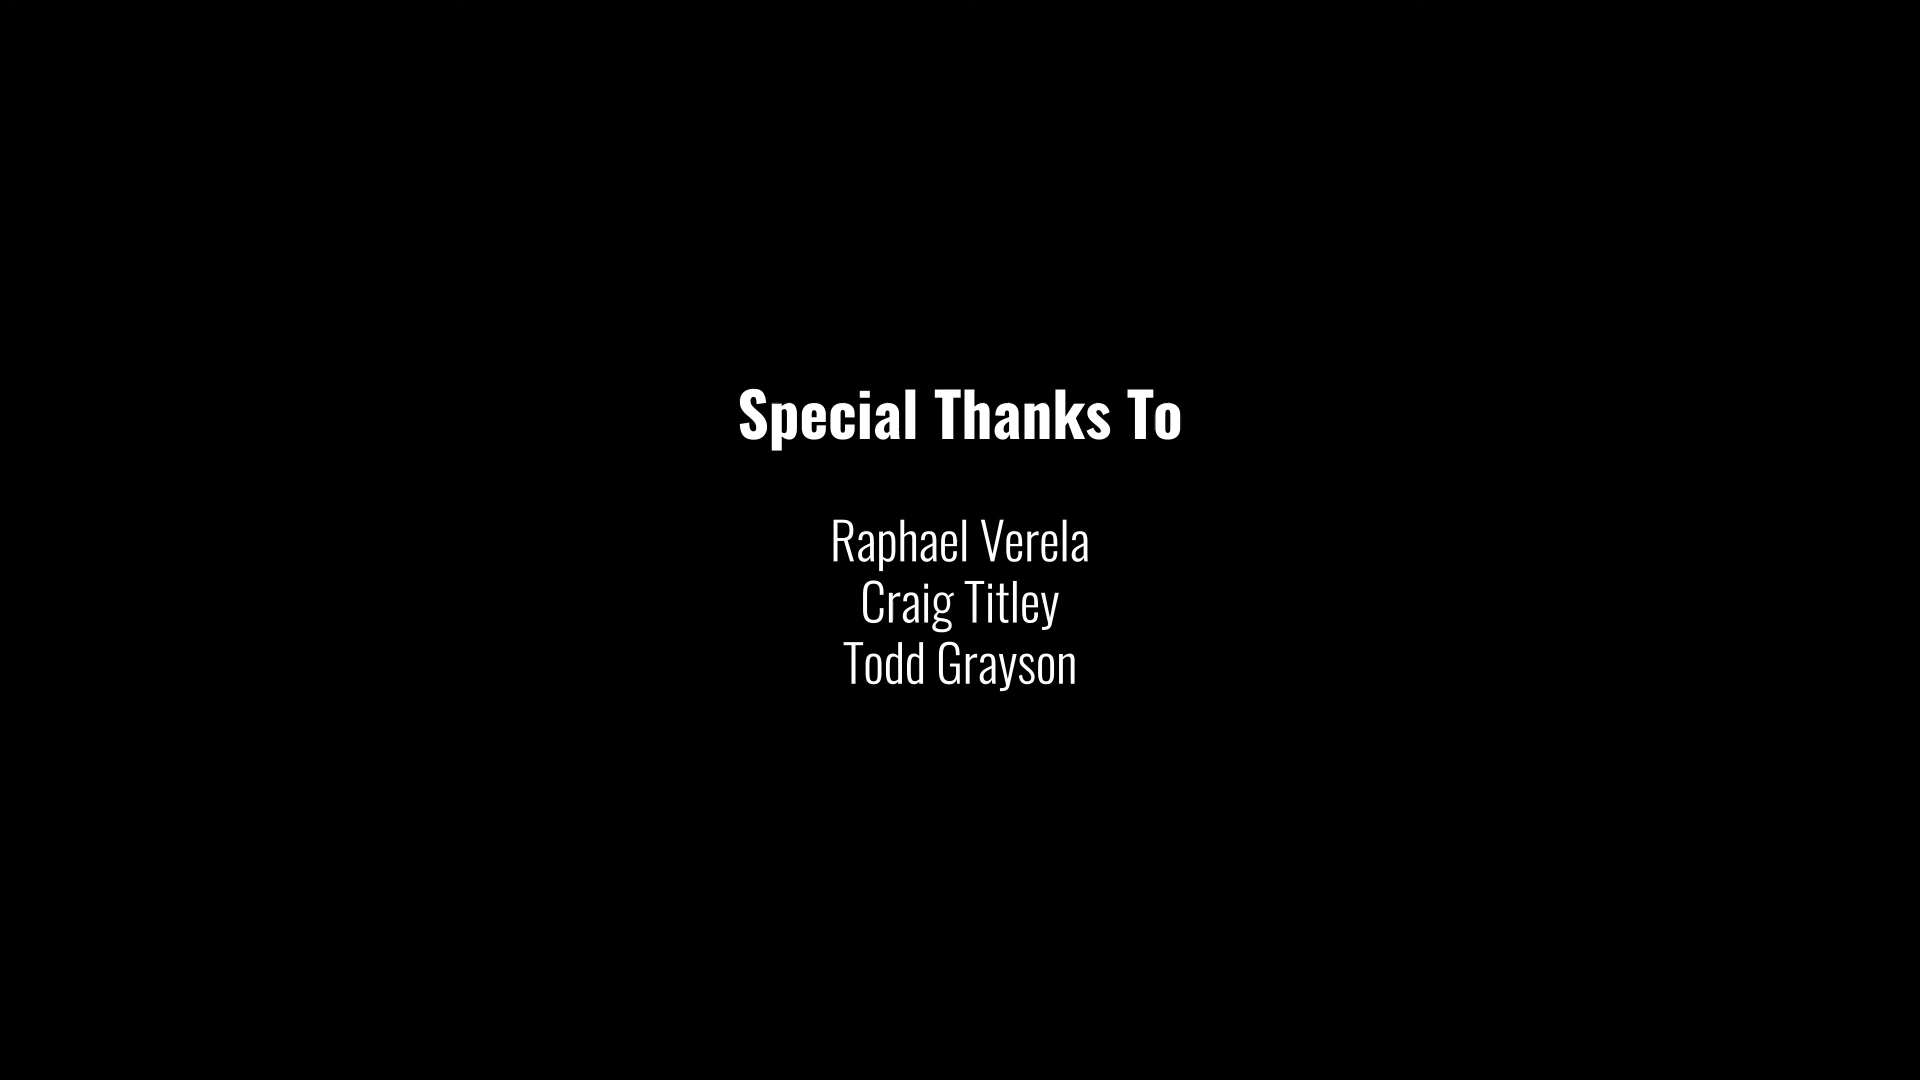 Special Thanks To
Raphael Verela
Craig Titley
Todd Grayson